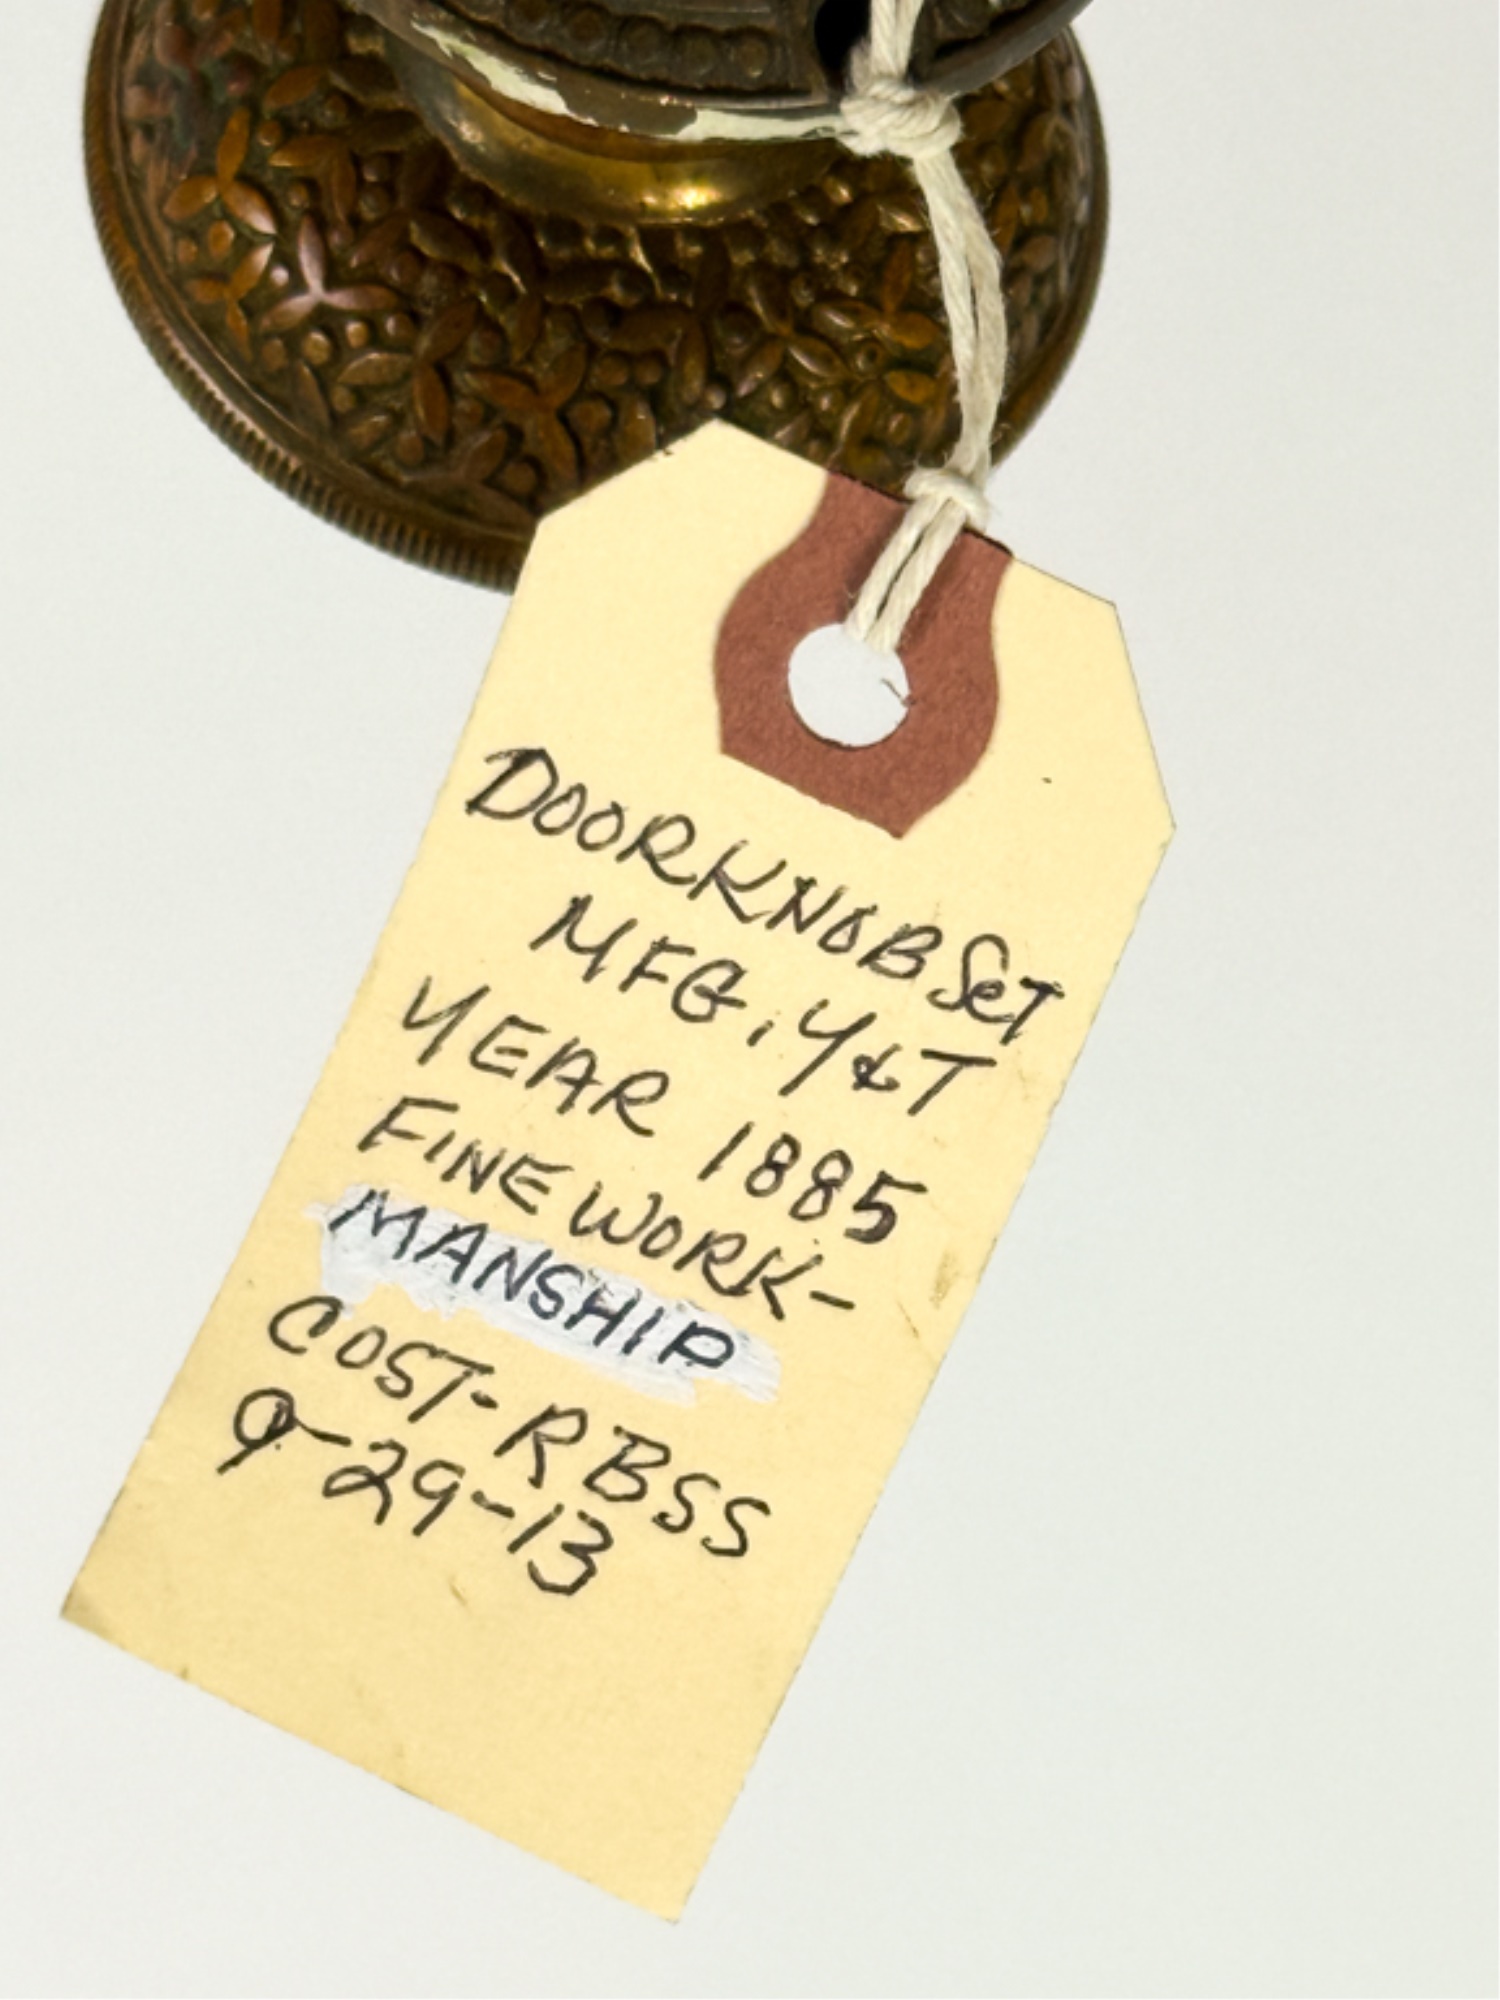 DOORKNOB SeT
MFG. Y&T
YEAR 1885
FINE WORK-
MANSHIP
COST-RBSS
9-29-13